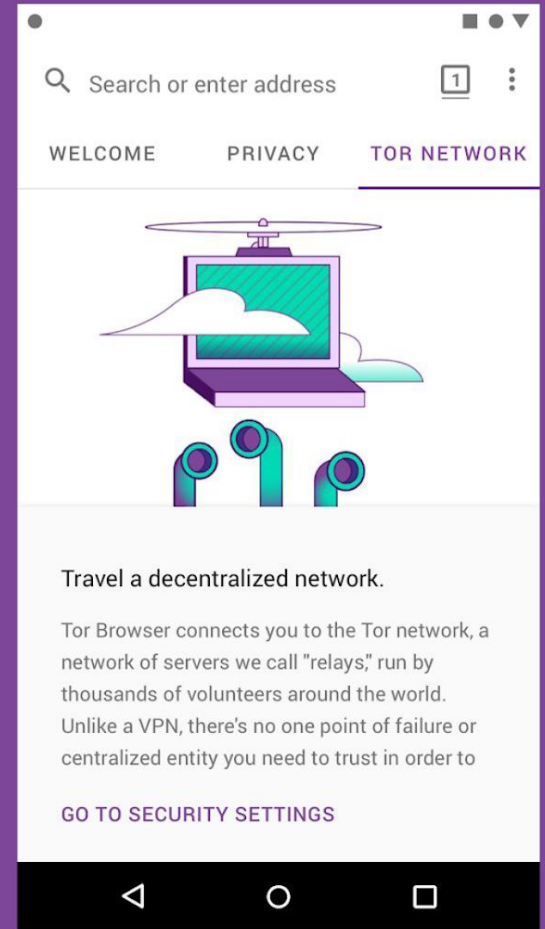 Search or enter address
1
WELCOME
PRIVACY
TOR NETWORK
Travel a decentralized network.
Tor Browser connects you to the Tor network, a
network of servers we call "relays," run by
thousands of volunteers around the world.
Unlike a VPN, there's no one point of failure or
centralized entity you need to trust in order to
GO TO SECURITY SETTINGS